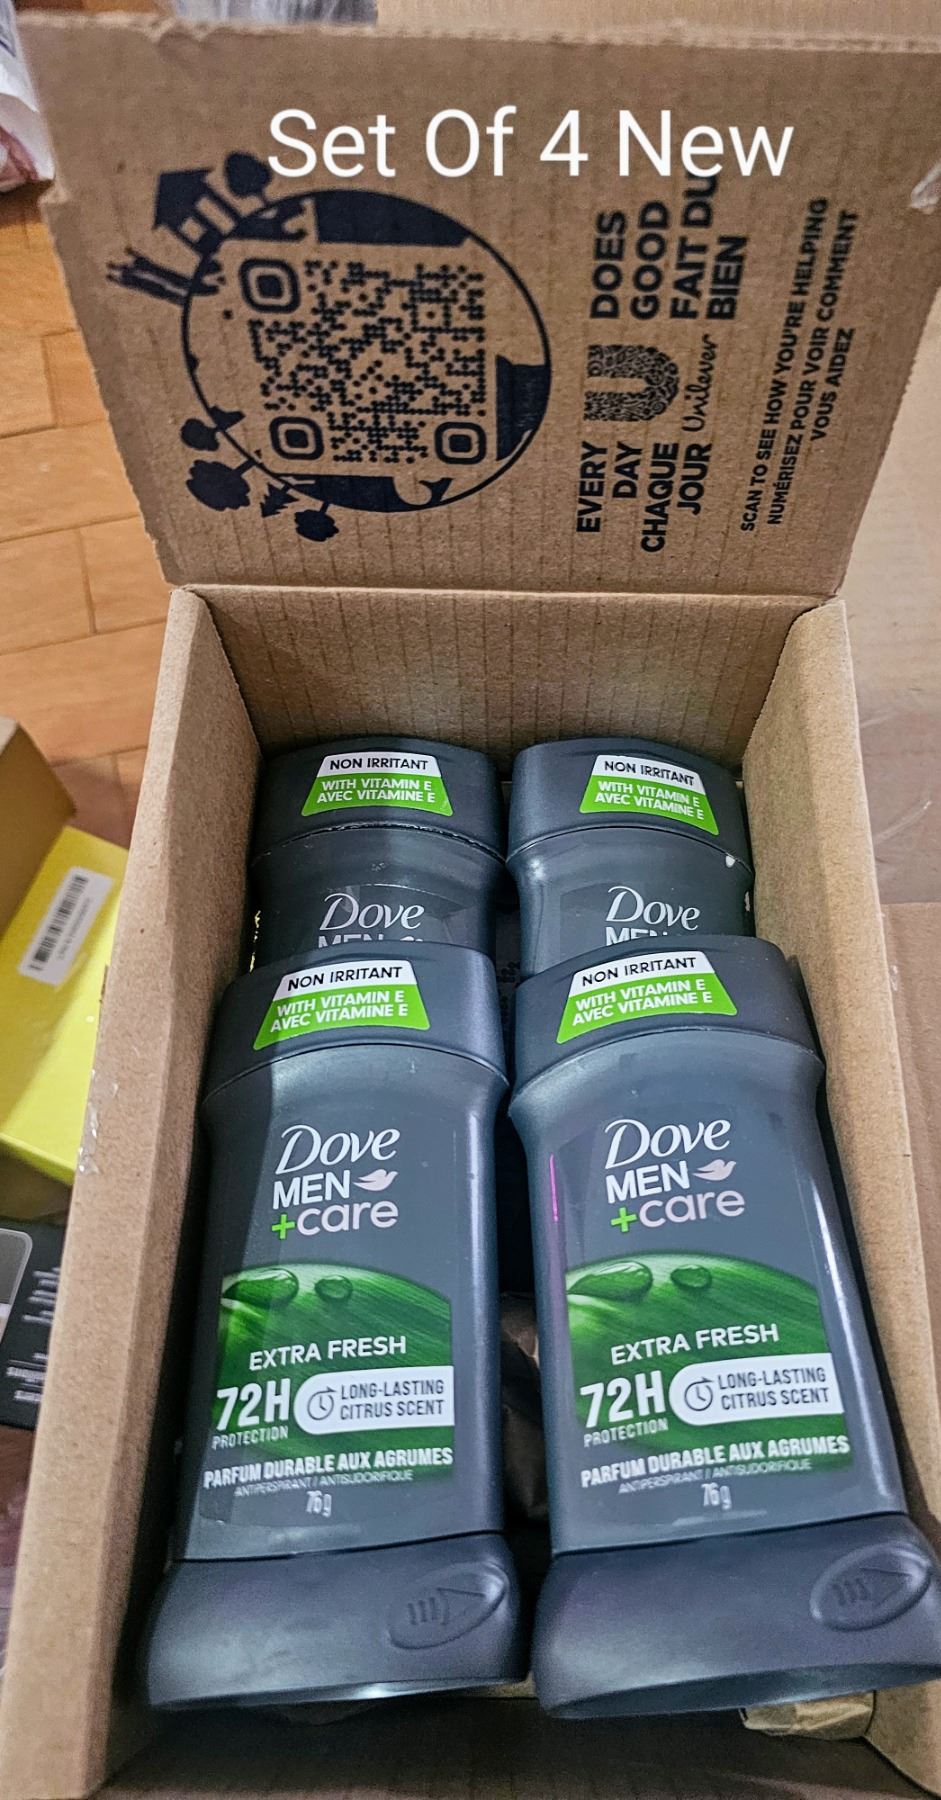 Set Of 4 New
EVERY
DAY
CHAQUE
JOUR
U
Unilever
DOES
GOOD
FAIT DU
BIEN
SCAN TO SEE HOW YOU'RE HELPING
NUMÉRISEZ POUR VOIR COMMENT
VOUS AIDEZ
NON IRRITANT
WITH VITAMIN E
AVEC VITAMINE E
Dove
MEN
NON IRRITANT
WITH VITAMIN E
AVEC VITAMINE E
Dove
MEN
NON IRRITANT
WITH VITAMIN E
AVEC VITAMINE E
Dove
MEN
+care
EXTRA FRESH
72H
PROTECTION
LONG-LASTING
CITRUS SCENT
PARFUM DURABLE AUX AGRUMES
ANTIPERSPIRANT | ANTISUDORIFIQUE
76 g
NON IRRITANT
WITH VITAMIN E
AVEC VITAMINE E
Dove
MEN
+care
EXTRA FRESH
72H
PROTECTION
LONG-LASTING
CITRUS SCENT
PARFUM DURABLE AUX AGRUMES
ANTIPERSPIRANT | ANTISUDORIFIQUE
76 g